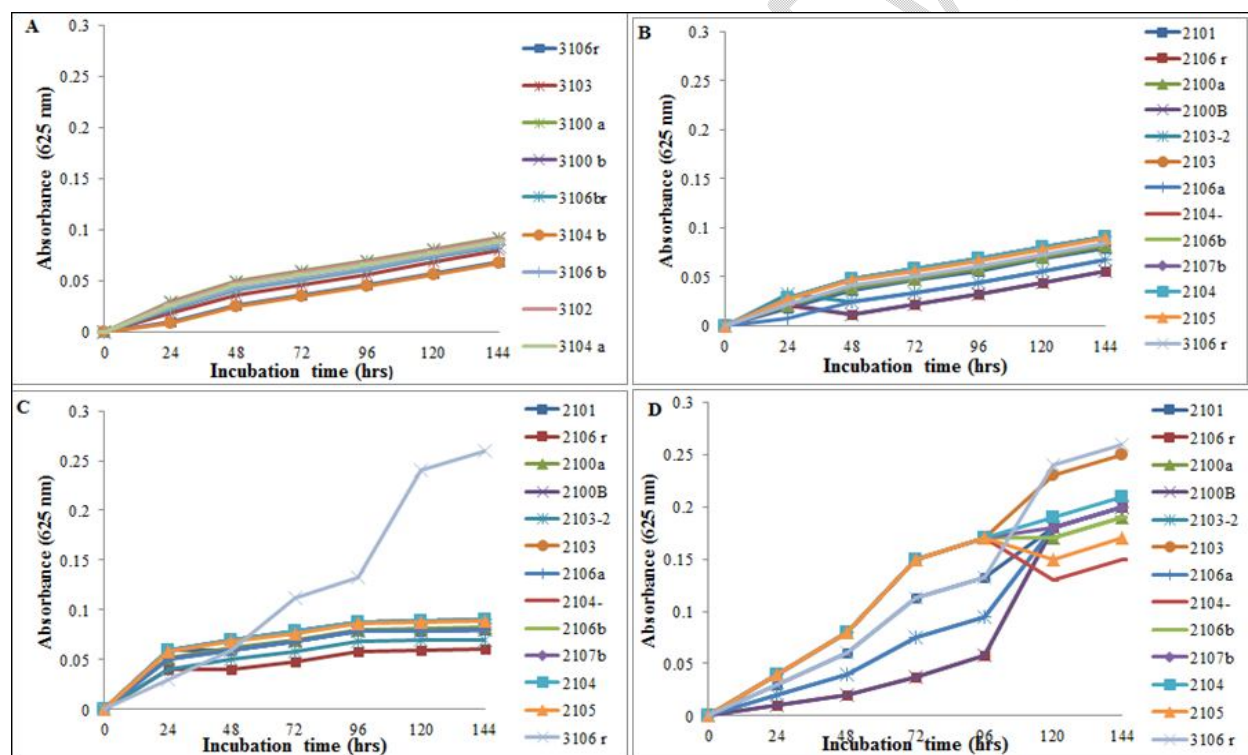 A
Absorbance (625 nm)
0.3
0.25
0.2
0.15
0.1
0.05
0
0 24 48 72 96 120 144
Incubation time (hrs)
3106r
3103
3100 a
3100 b
3106br
3104 b
3106 b
3102
3104 a
B
Absorbance (625 nm)
0.3
0.25
0.2
0.15
0.1
0.05
0
0 24 48 72 96 120 144
Incubation time (hrs)
2101
2106 r
2100a
2100B
2103-2
2103
2106a
2104-
2106b
2107b
2104
2105
3106 r
C
Absorbance (625 nm)
0.3
0.25
0.2
0.15
0.1
0.05
0
0 24 48 72 96 120 144
Incubation time (hrs)
2101
2106 r
2100a
2100B
2103-2
2103
2106a
2104-
2106b
2107b
2104
2105
3106 r
D
Absorbance (625 nm)
0.3
0.25
0.2
0.15
0.1
0.05
0
0 24 48 72 96 120 144
Incubation time (hrs)
2101
2106 r
2100a
2100B
2103-2
2103
2106a
2104-
2106b
2107b
2104
2105
3106 r